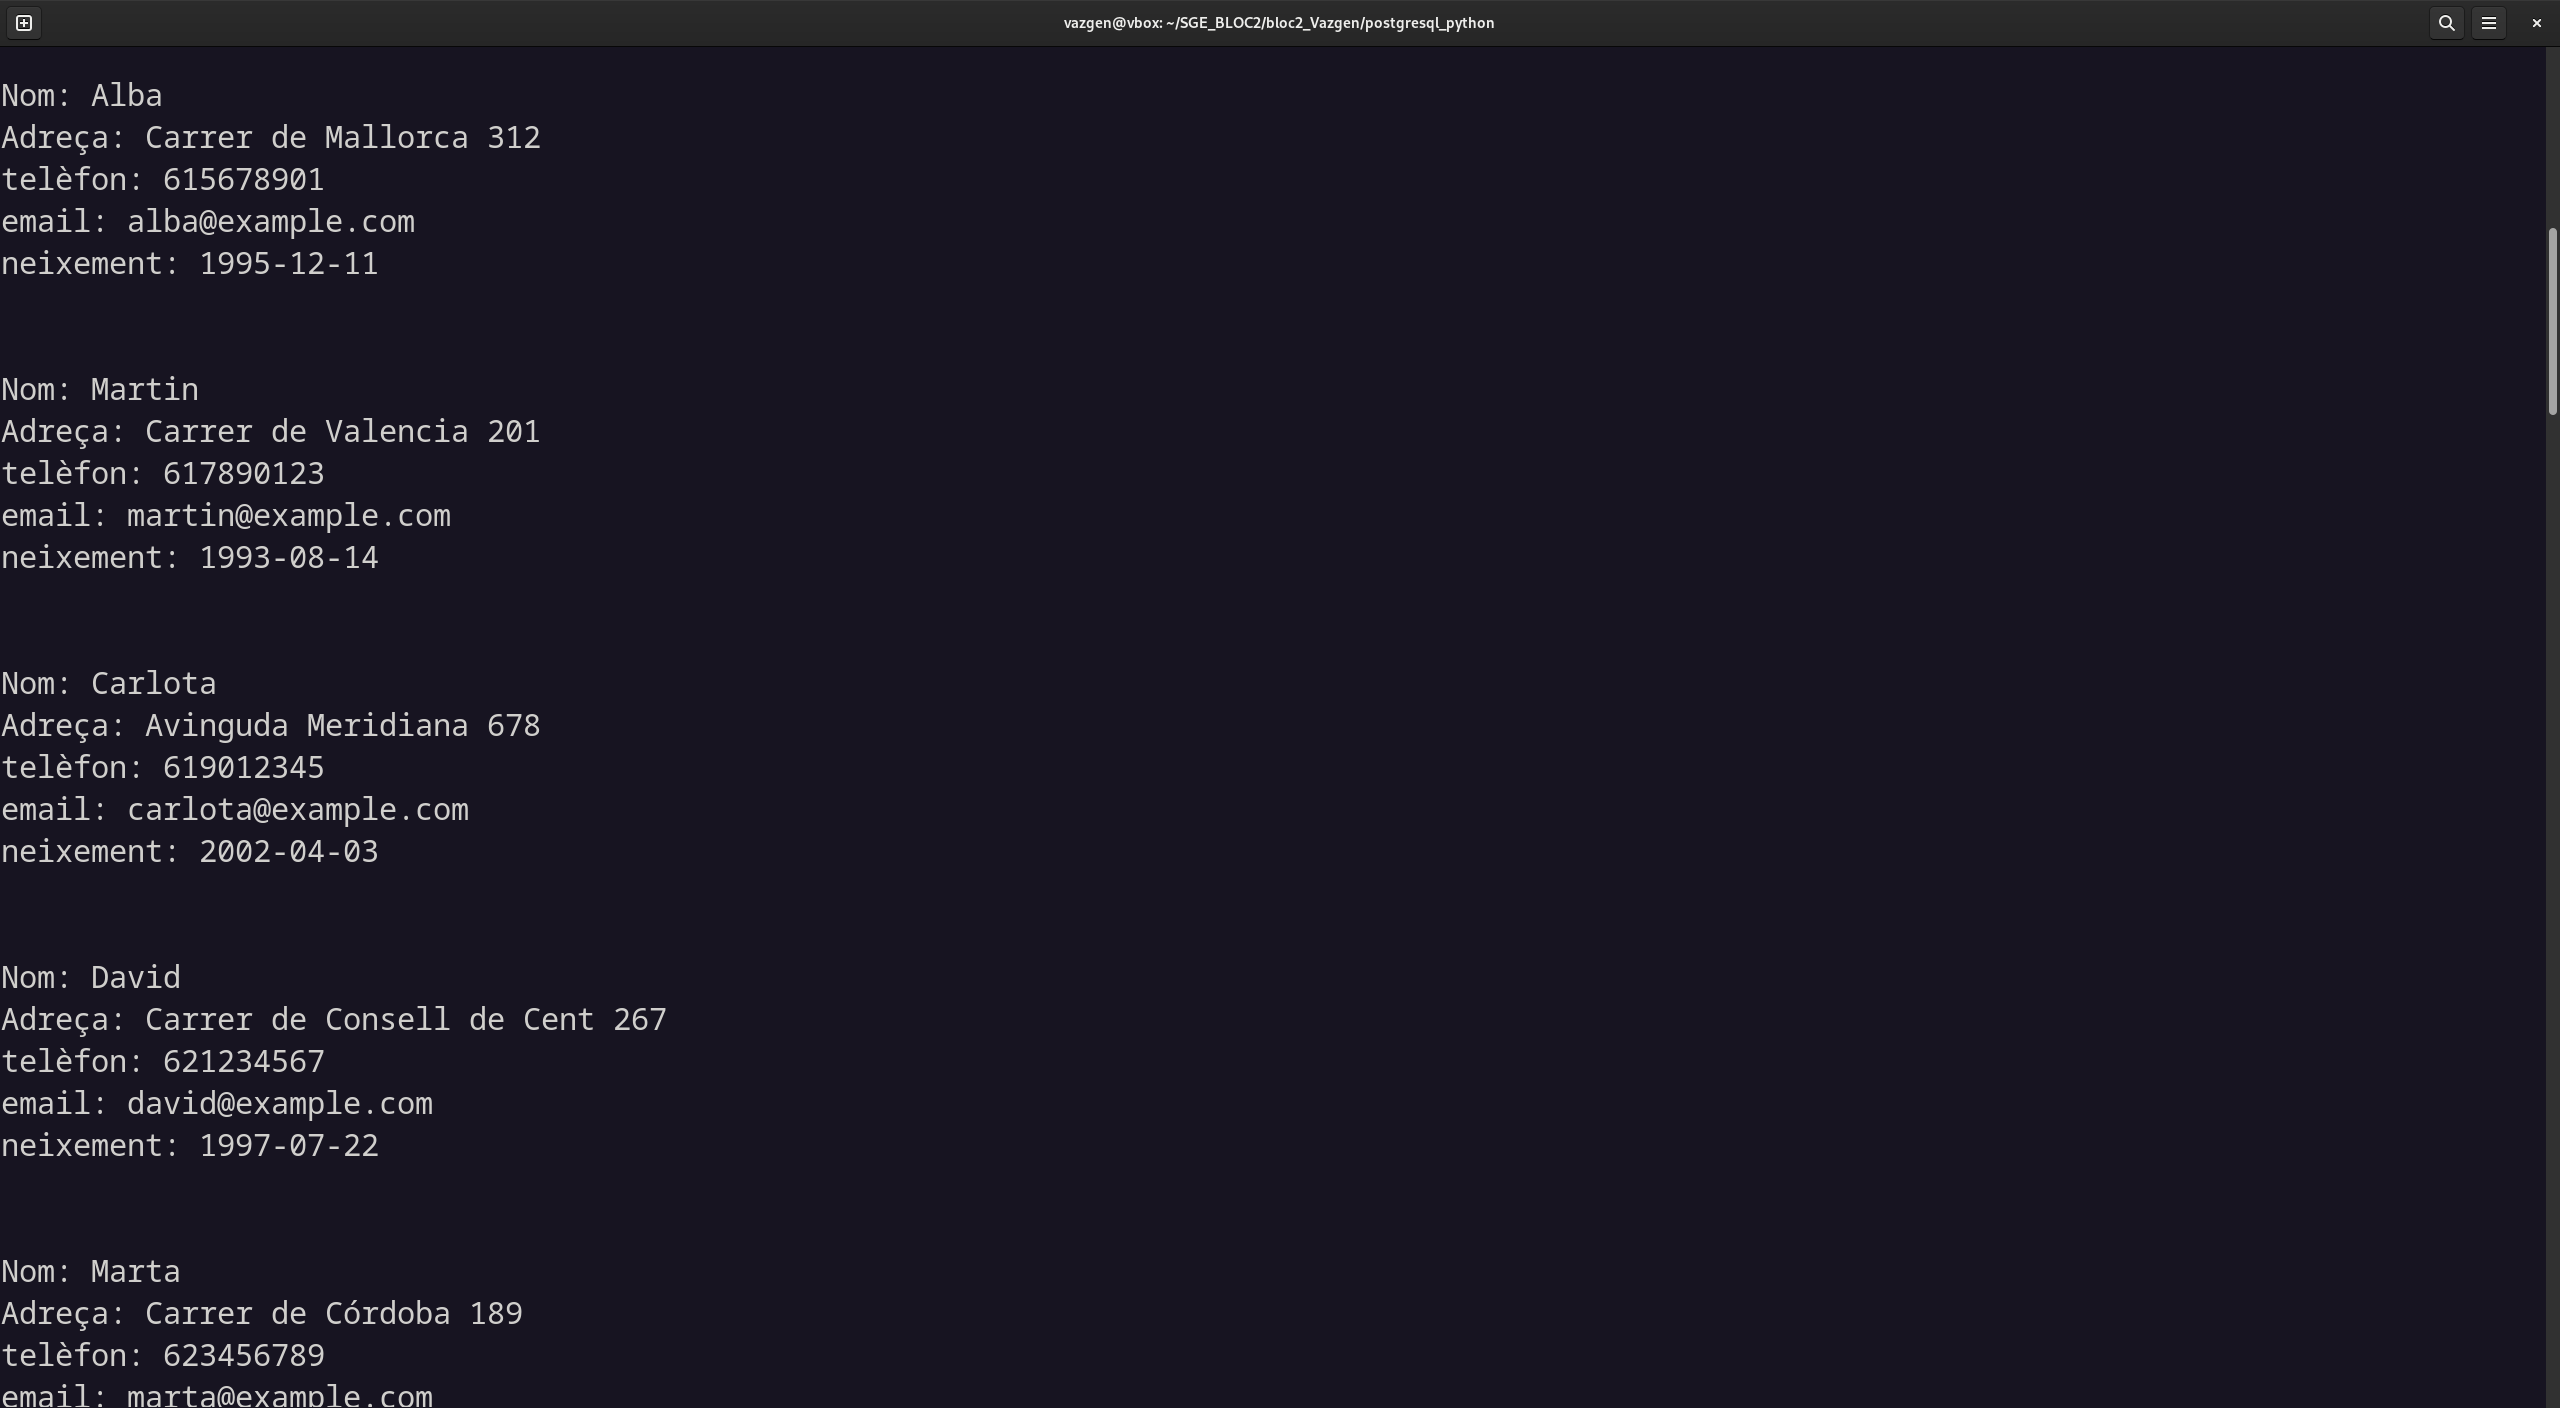 vazgen@vbox: ~/SGE_BLOC2/bloc2_Vazgen/postgresql_python
Nom: Alba
Adreça: Carrer de Mallorca 312
telèfon: 615678901
email: alba@example.com
neixement: 1995-12-11
Nom: Martin
Adreça: Carrer de Valencia 201
telèfon: 617890123
email: martin@example.com
neixement: 1993-08-14
Nom: Carlota
Adreça: Avinguda Meridiana 678
telèfon: 619012345
email: carlota@example.com
neixement: 2002-04-03
Nom: David
Adreça: Carrer de Consell de Cent 267
telèfon: 621234567
email: david@example.com
neixement: 1997-07-22
Nom: Marta
Adreça: Carrer de Córdoba 189
telèfon: 623456789
email: marta@example.com